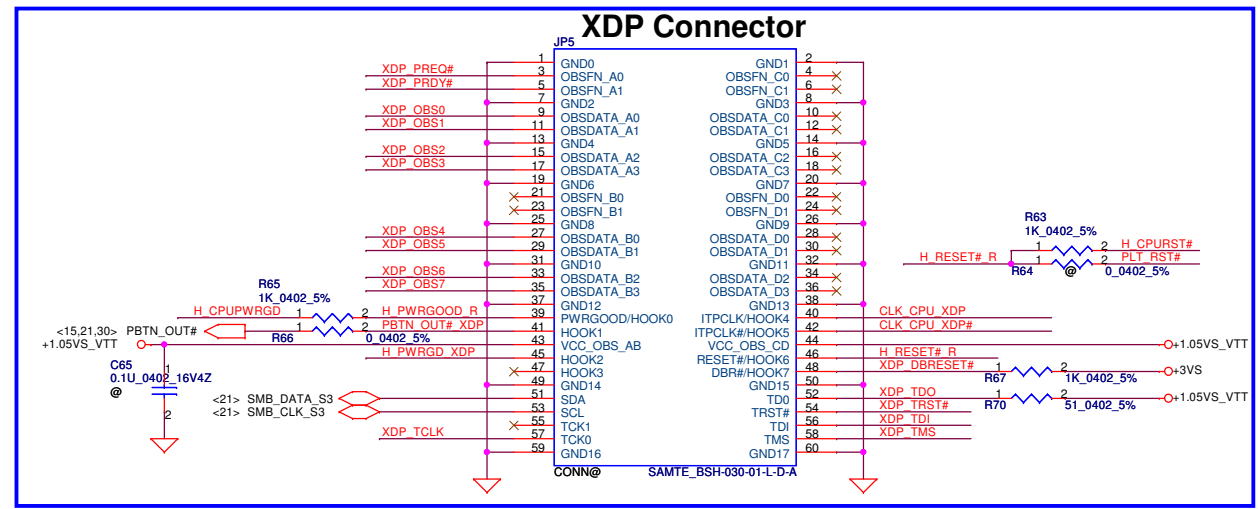 XDP Connector
JP5
1 GND0 GND1 2
XDP_PREQ# 3 OBSFN_A0 OBSFN_C0 4
XDP_PRDY# 5 OBSFN_A1 OBSFN_C1 6
7 GND2 GND3 8
XDP_OBS0 9 OBSDATA_A0 OBSDATA_C0 10
XDP_OBS1 11 OBSDATA_A1 OBSDATA_C1 12
13 GND4 GND5 14
XDP_OBS2 15 OBSDATA_A2 OBSDATA_C2 16
XDP_OBS3 17 OBSDATA_A3 OBSDATA_C3 18
19 GND6 GND7 20
21 OBSFN_B0 OBSFN_D0 22
23 OBSFN_B1 OBSFN_D1 24
25 GND8 GND9 26
R63
1K_0402_5%
XDP_OBS4 27 OBSDATA_B0 OBSDATA_D0 28
XDP_OBS5 29 OBSDATA_B1 OBSDATA_D1 30
1 2 H_CPURST#
31 GND10 GND11 32
H_RESET#_R 1 2 PLT_RST#
R64 @ 0_0402_5%
XDP_OBS6 33 OBSDATA_B2 OBSDATA_D2 34
XDP_OBS7 35 OBSDATA_B3 OBSDATA_D3 36
R65
1K_0402_5%
37 GND12 GND13 38
H_CPUPWRGD 1 2 H_PWRGOOD_R 39 PWRGOOD/HOOK0 ITPCLK/HOOK4 40 CLK_CPU_XDP
<15,21,30> PBTN_OUT# 1 2 PBTN_OUT#_XDP 41 HOOK1 ITPCLK#/HOOK5 42 CLK_CPU_XDP#
R66 0_0402_5%
+1.05VS_VTT 43 VCC_OBS_AB VCC_OBS_CD 44 +1.05VS_VTT
H_PWRGD_XDP 45 HOOK2 RESET#/HOOK6 46 H_RESET#_R
C65 1
0.1U_0402_16V4Z
@
2
47 HOOK3 DBR#/HOOK7 48 XDP_DBRESET# 1 2 +3VS
R67 1K_0402_5%
49 GND14 GND15 50
<21> SMB_DATA_S3 51 SDA TD0 52 XDP_TDO 1 2 +1.05VS_VTT
R70 51_0402_5%
<21> SMB_CLK_S3 53 SCL TRST# 54 XDP_TRST#
55 TCK1 TDI 56 XDP_TDI
XDP_TCLK 57 TCK0 TMS 58 XDP_TMS
59 GND16 GND17 60
CONN@ SAMTE_BSH-030-01-L-D-A